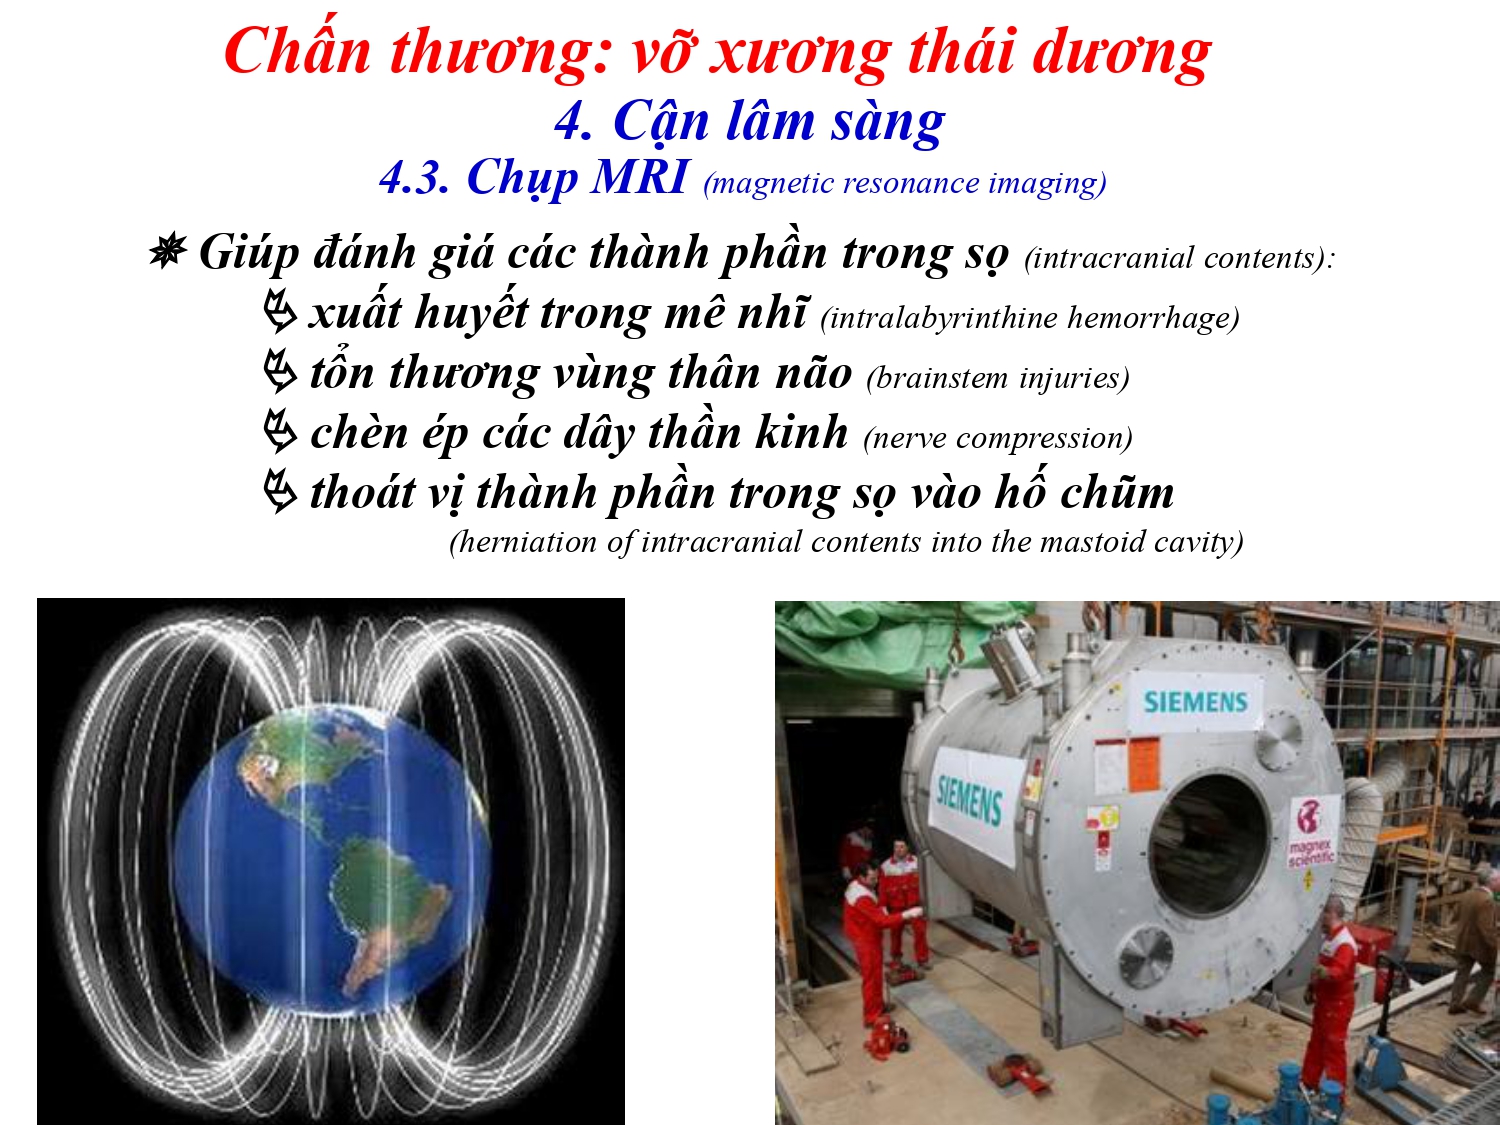 Chấn thương: vỡ xương thái dương
4. Cận lâm sàng
4.3. Chụp MRI (magnetic resonance imaging)
Giúp đánh giá các thành phần trong sọ (intracranial contents):
xuất huyết trong mê nhĩ (intralabyrinthine hemorrhage)
tổn thương vùng thân não (brainstem injuries)
chèn ép các dây thần kinh (nerve compression)
thoát vị thành phần trong sọ vào hố chũm
(herniation of intracranial contents into the mastoid cavity)
SIEMENS
SIEMENS
magnex
scientific